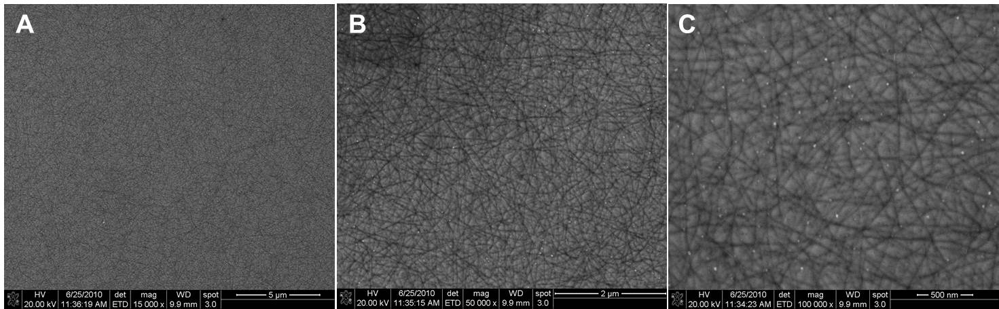 A
B
C
HV 6/25/2010 det mag WD spot 5 µm
20.00 kV 11:36:19 AM ETD 15 000 x 9.9 mm 3.0
HV 6/25/2010 det mag WD spot 2 µm
20.00 kV 11:35:15 AM ETD 50 000 x 9.9 mm 3.0
HV 6/25/2010 det mag WD spot 500 nm
20.00 kV 11:34:23 AM ETD 100 000 x 9.9 mm 3.0